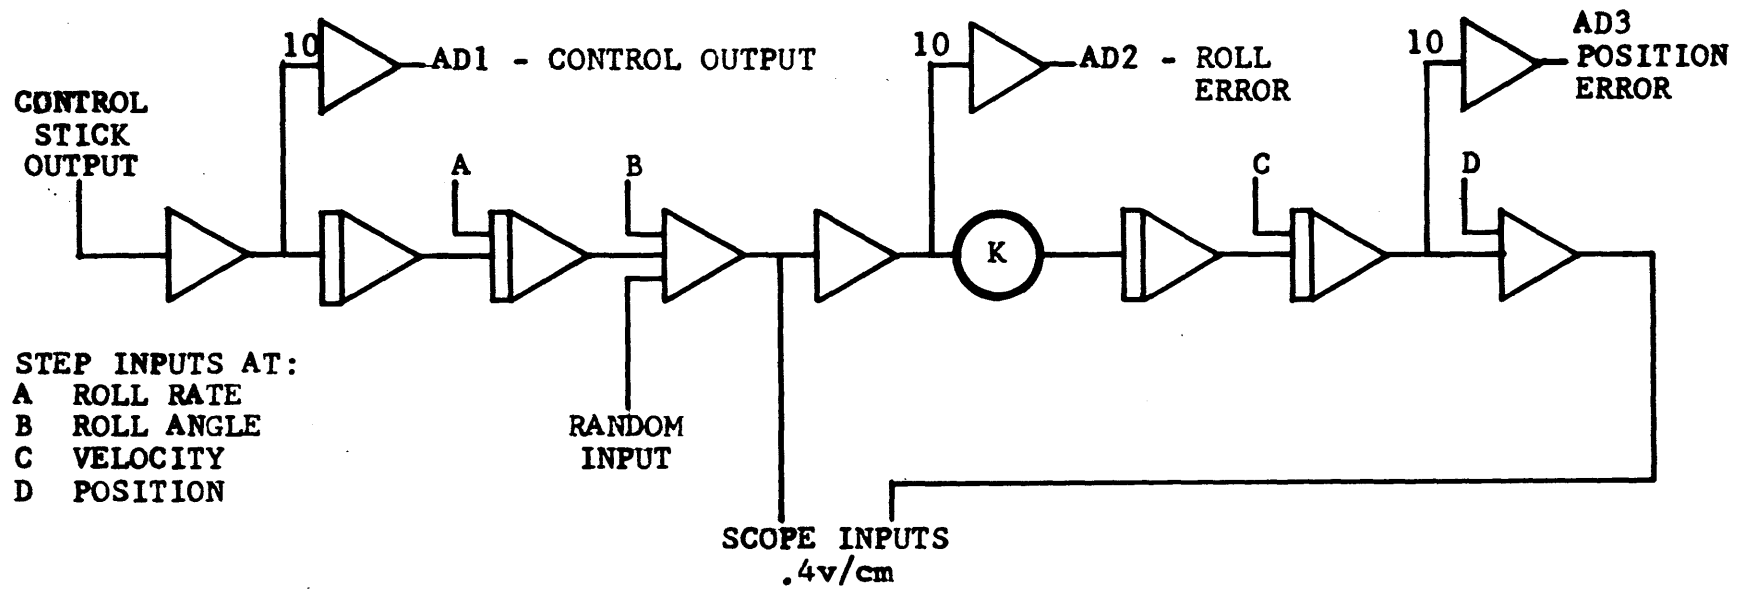 10
AD1 - CONTROL OUTPUT
10
AD2 - ROLL
ERROR
10
AD3
POSITION
ERROR
CONTROL
STICK
OUTPUT
A
B
C
D
K
STEP INPUTS AT:
A ROLL RATE
B ROLL ANGLE
C VELOCITY
D POSITION
RANDOM
INPUT
SCOPE INPUTS
.4v/cm